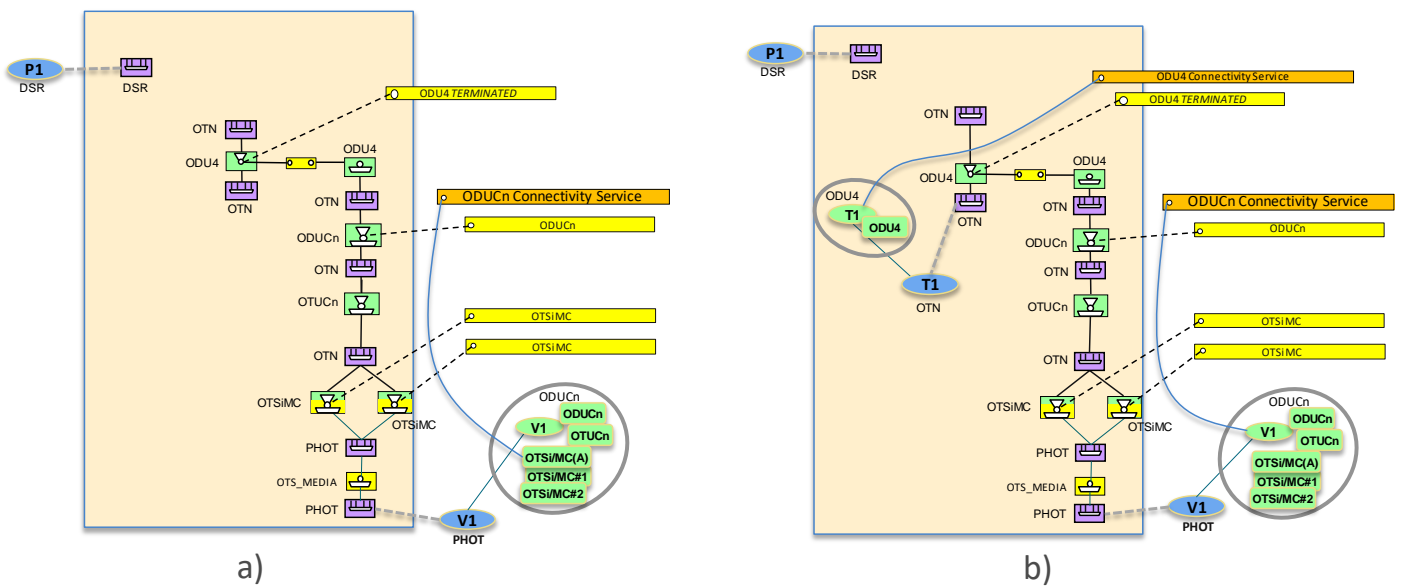 P1
DSR
DSR
ODU4 TERMINATED
OTN
ODU4
ODU4
OTN
OTN
ODUCn Connectivity Service
ODUCn
ODUCn
OTN
OTUCn
OTSiMC
OTSiMC
OTN
OTSiMC
OTSiMC
ODUCn
V1
ODUCn
OTUCn
OTSi/MC(A)
OTSi/MC#1
OTSi/MC#2
PHOT
OTS_MEDIA
PHOT
V1
PHOT
a)
P1
DSR
DSR
ODU4 Connectivity Service
ODU4 TERMINATED
OTN
ODU4
ODU4
ODU4
T1
ODU4
OTN
OTN
ODUCn Connectivity Service
ODUCn
ODUCn
OTN
T1
OTN
OTUCn
OTSiMC
OTSiMC
OTN
OTSiMC
OTSiMC
ODUCn
V1
ODUCn
OTUCn
OTSi/MC(A)
OTSi/MC#1
OTSi/MC#2
PHOT
OTS_MEDIA
PHOT
V1
PHOT
b)